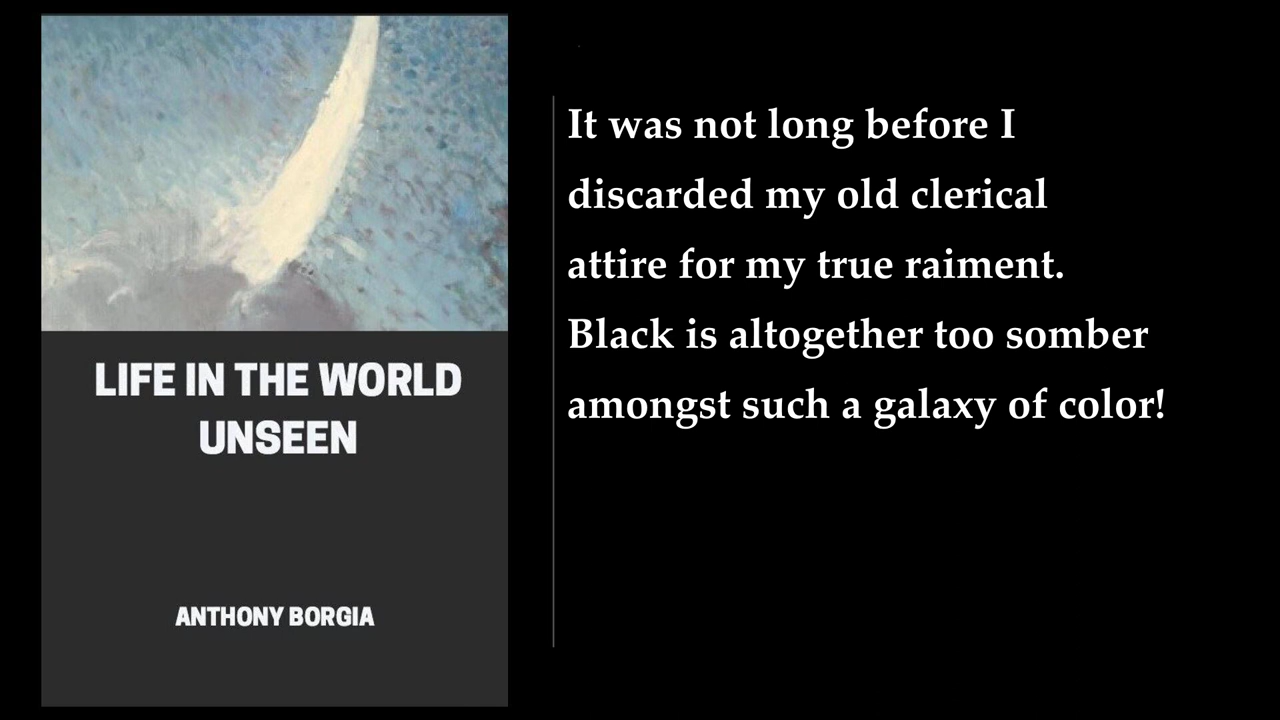 LIFE IN THE WORLD
UNSEEN
ANTHONY BORGIA
It was not long before I
discarded my old clerical
attire for my true raiment.
Black is altogether too somber
amongst such a galaxy of color!